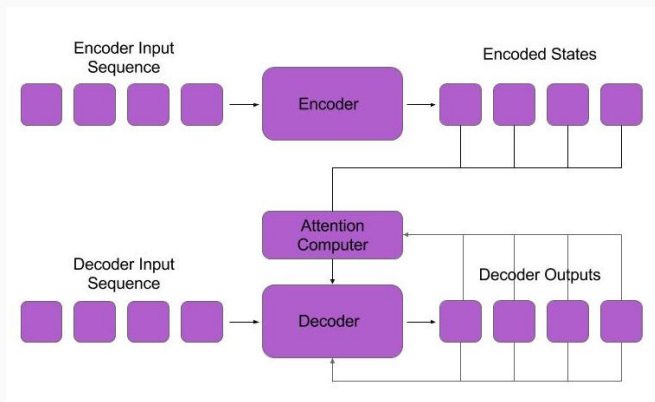 Encoder Input
Sequence
Encoder
Encoded States
Attention
Computer
Decoder Input
Sequence
Decoder
Decoder Outputs